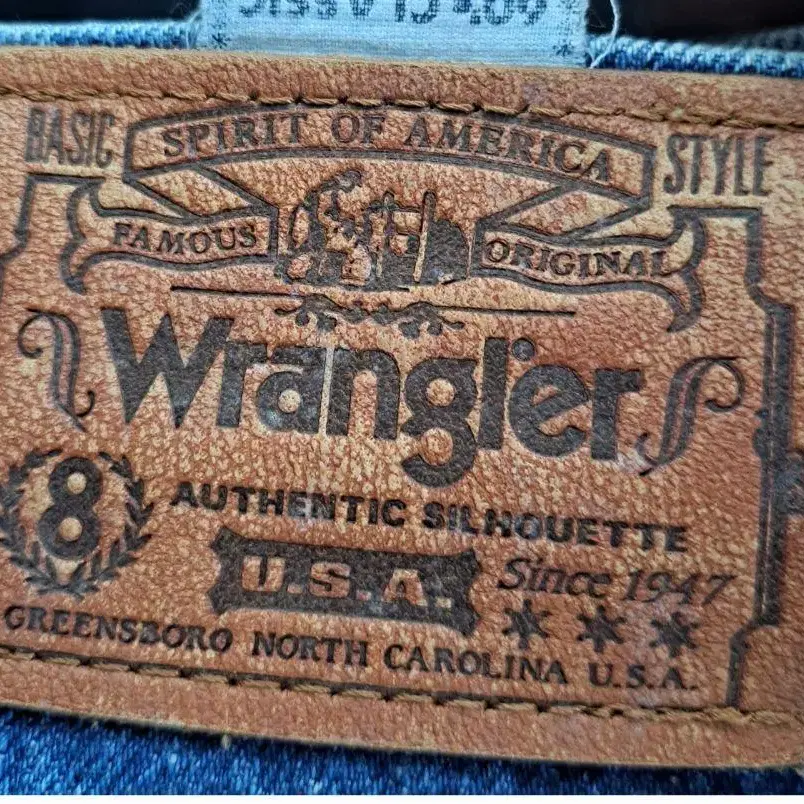 BASIC SPIRIT OF AMERICA STYLE
FAMOUS ORIGINAL
Wrangler
8 AUTHENTIC SILHOUETTE
U.S.A. Since 1947
GREENSBORO NORTH CAROLINA U.S.A.